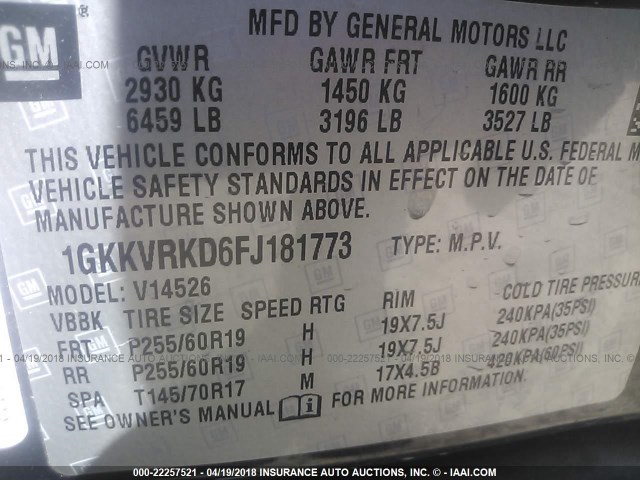 GM
MFD BY GENERAL MOTORS LLC
GVWR GAWR FRT GAWR RR
2930 KG 1450 KG 1600 KG
6459 LB 3196 LB 3527 LB
THIS VEHICLE CONFORMS TO ALL APPLICABLE U.S. FEDERAL M
VEHICLE SAFETY STANDARDS IN EFFECT ON THE DATE OF
MANUFACTURE SHOWN ABOVE.
1GKKVRKD6FJ181773 TYPE: M.P.V.
MODEL: V14526
VBBK TIRE SIZE SPEED RTG RIM COLD TIRE PRESSUR
FRT P255/60R19 H 19X7.5J 240KPA(35PSI)
RR P255/60R19 H 19X7.5J 240KPA(35PSI)
SPA T145/70R17 M 17X4.5B 420KPA(60PSI)
SEE OWNER'S MANUAL FOR MORE INFORMATION.
000-22257521 - 04/19/2018 INSURANCE AUTO AUCTIONS, INC. - IAAI.COM